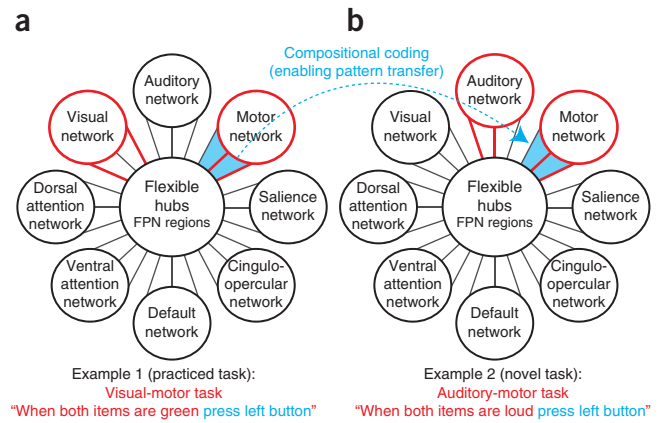 a
b
Compositional coding
(enabling pattern transfer)
Auditory
network
Visual
network
Motor
network
Dorsal
attention
network
Flexible
hubs
FPN regions
Salience
network
Ventral
attention
network
Cingulo-
opercular
network
Default
network
Example 1 (practiced task):
Visual-motor task
“When both items are green press left button”
Auditory
network
Visual
network
Motor
network
Dorsal
attention
network
Flexible
hubs
FPN regions
Salience
network
Ventral
attention
network
Cingulo-
opercular
network
Default
network
Example 2 (novel task):
Auditory-motor task
“When both items are loud press left button”